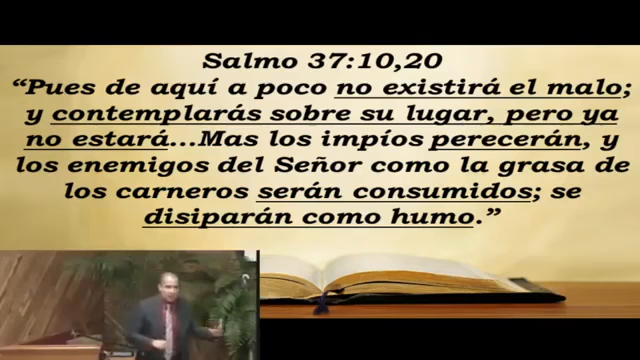 Salmo 37:10,20
“Pues de aquí a poco no existirá el malo;
y contemplarás sobre su lugar, pero ya
no estará...Mas los impíos perecerán, y
los enemigos del Señor como la grasa de
los carneros serán consumidos; se
disiparán como humo.”